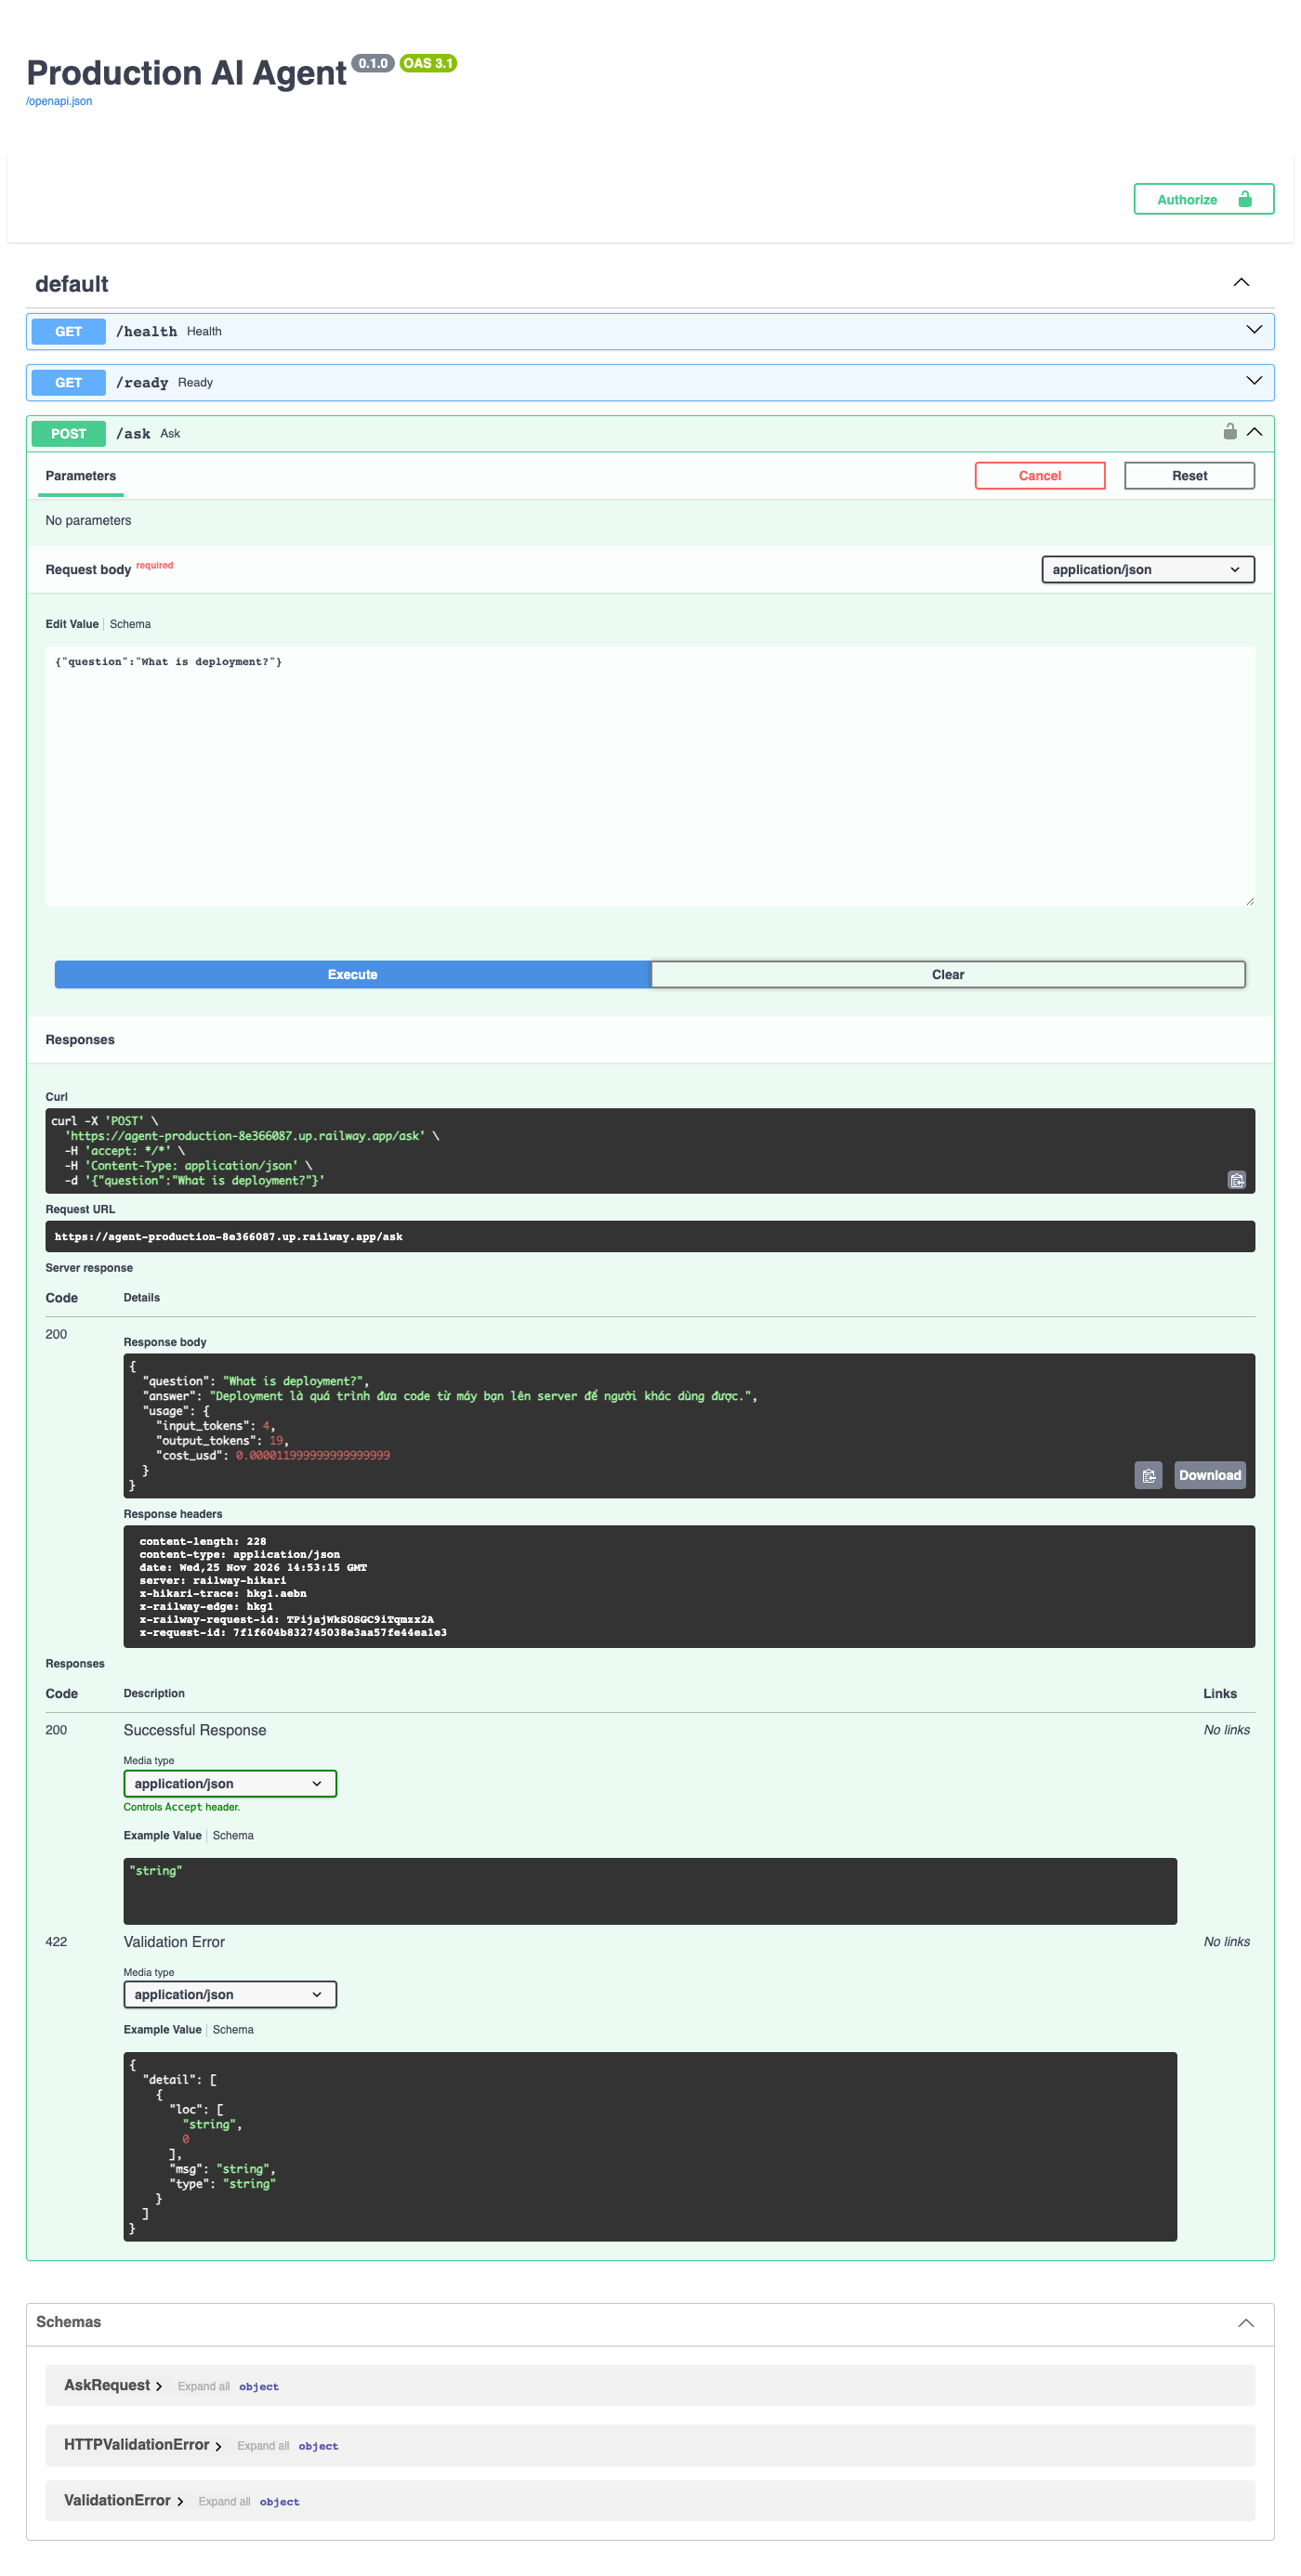 Production AI Agent 0.1.0 OAS 3.1
/openapi.json
Authorize
default
GET /health Health
GET /ready Ready
POST /ask Ask
Parameters Cancel Reset
No parameters
Request body required application/json
Edit Value Schema
{"question":"What is deployment?"}
Execute Clear
Responses
Curl
curl -X 'POST' \
  'https://agent-production-8e366087.up.railway.app/ask' \
  -H 'accept: */*' \
  -H 'Content-Type: application/json' \
  -d '{"question":"What is deployment?"}'
Request URL
https://agent-production-8e366087.up.railway.app/ask
Server response
Code Details
200
Response body
{
  "question": "What is deployment?",
  "answer": "Deployment là quá trình đưa code từ máy bạn lên server để người khác dùng được.",
  "usage": {
    "input_tokens": 4,
    "output_tokens": 19,
    "cost_usd": 0.000011999999999999999
  }
}
Download
Response headers
content-length: 228
content-type: application/json
date: Wed,25 Nov 2026 14:53:15 GMT
server: railway-hikari
x-hikari-trace: hkg1.aebn
x-railway-edge: hkg1
x-railway-request-id: TPijajWkS0SGC9iTqmzx2A
x-request-id: 7f1f604b832745038e3aa57fe44ea1e3
Responses
Code Description Links
200 Successful Response No links
Media type
application/json
Controls Accept header.
Example Value Schema
"string"
422 Validation Error No links
Media type
application/json
Example Value Schema
{
  "detail": [
    {
      "loc": [
        "string",
        0
      ],
      "msg": "string",
      "type": "string"
    }
  ]
}
Schemas
AskRequest Expand all object
HTTPValidationError Expand all object
ValidationError Expand all object